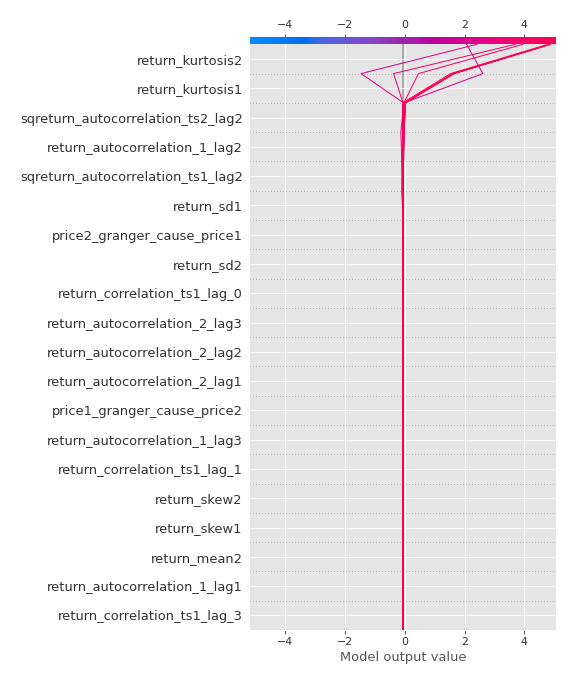 −4 −2 0 2 4
return_kurtosis2
return_kurtosis1
sqreturn_autocorrelation_ts2_lag2
return_autocorrelation_1_lag2
sqreturn_autocorrelation_ts1_lag2
return_sd1
price2_granger_cause_price1
return_sd2
return_correlation_ts1_lag_0
return_autocorrelation_2_lag3
return_autocorrelation_2_lag2
return_autocorrelation_2_lag1
price1_granger_cause_price2
return_autocorrelation_1_lag3
return_correlation_ts1_lag_1
return_skew2
return_skew1
return_mean2
return_autocorrelation_1_lag1
return_correlation_ts1_lag_3
−4 −2 0 2 4
Model output value